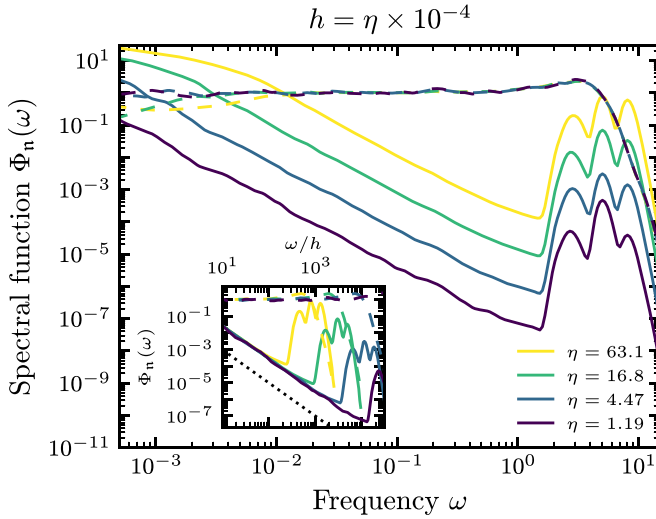 h = η × 10⁻⁴
Spectral function Φₙ(ω)
10¹
10⁻¹
10⁻³
10⁻⁵
10⁻⁷
10⁻⁹
10⁻¹¹
ω/h
10¹
10³
Φₙ(ω)
10⁻¹
10⁻³
10⁻⁵
10⁻⁷
η = 63.1
η = 16.8
η = 4.47
η = 1.19
10⁻³
10⁻²
10⁻¹
10⁰
10¹
Frequency ω